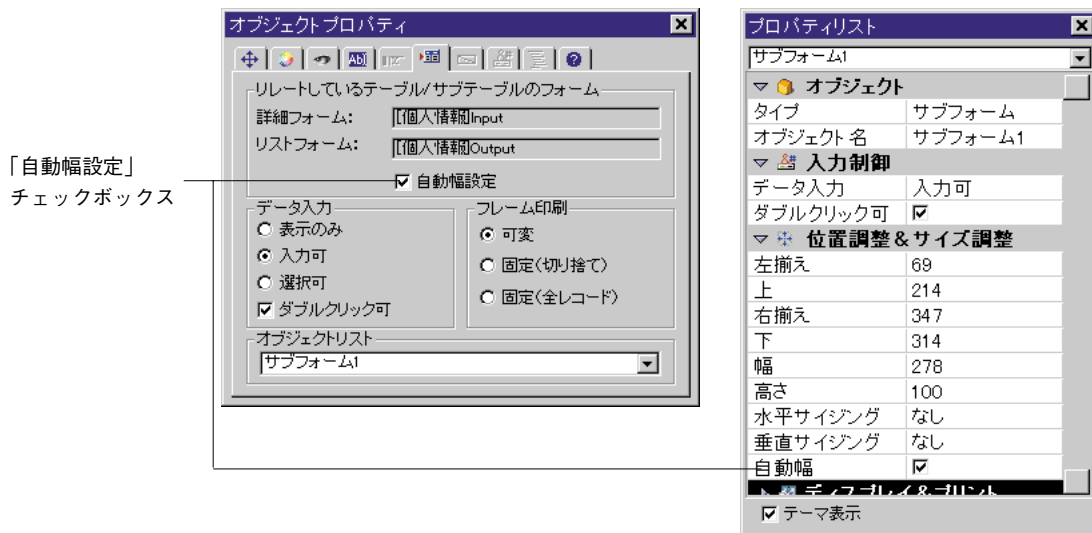 「自動幅設定」
チェックボックス
オブジェクトプロパティ
リレートしているテーブル/サブテーブルのフォーム
詳細フォーム: [個人情報]Input
リストフォーム: [個人情報]Output
自動幅設定
データ入力
表示のみ
入力可
選択可
ダブルクリック可
フレーム印刷
可変
固定(切り捨て)
固定(全レコード)
オブジェクトリスト
サブフォーム1
プロパティリスト
サブフォーム1
オブジェクト
タイプ サブフォーム
オブジェクト名 サブフォーム1
入力制御
データ入力 入力可
ダブルクリック可
位置調整&サイズ調整
左揃え 69
上 214
右揃え 347
下 314
幅 278
高さ 100
水平サイジング なし
垂直サイジング なし
自動幅
ディスプレイ&プリント
テーマ表示